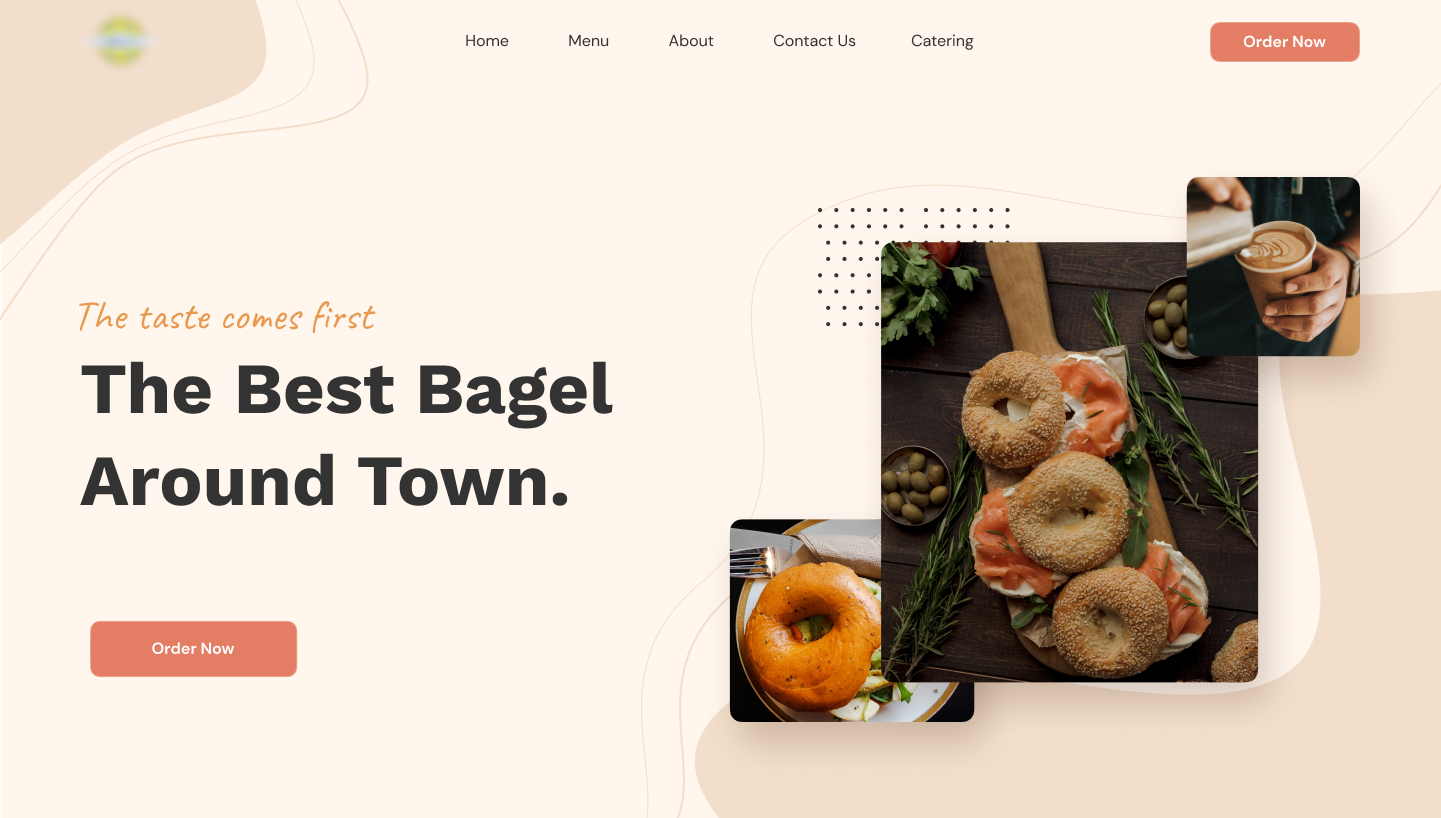 Home Menu About Contact Us Catering Order Now
The taste comes first
The Best Bagel
Around Town.
Order Now